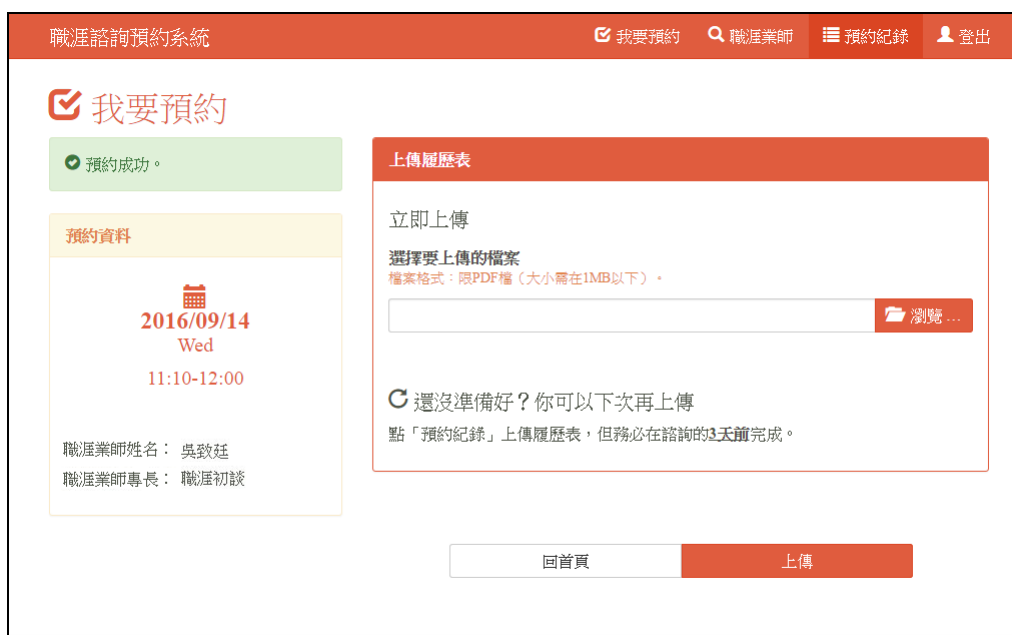 職涯諮詢預約系統
我要預約
職涯業師
預約紀錄
登出
我要預約
預約成功。
預約資料
2016/09/14
Wed
11:10-12:00
職涯業師姓名： 吳致廷
職涯業師專長： 職涯初談
上傳履歷表
立即上傳
選擇要上傳的檔案
檔案格式：限PDF檔（大小需在1MB以下）。
瀏覽 ...
還沒準備好？你可以下次再上傳
點「預約紀錄」上傳履歷表，但務必在諮詢的3天前完成。
回首頁
上傳